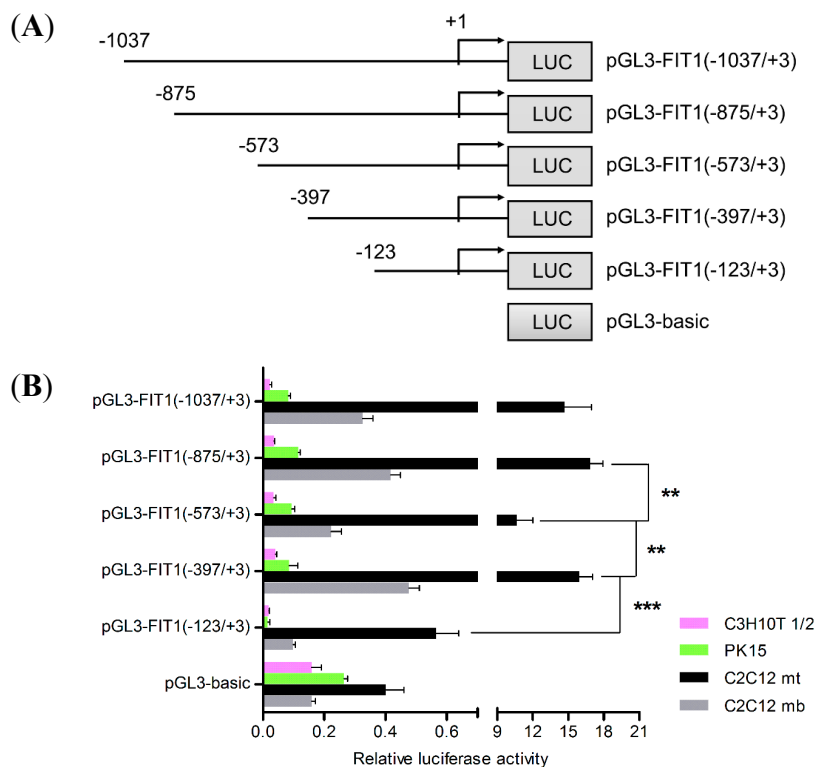 (A)
-1037
+1
LUC
pGL3-FIT1(-1037/+3)
-875
LUC
pGL3-FIT1(-875/+3)
-573
LUC
pGL3-FIT1(-573/+3)
-397
LUC
pGL3-FIT1(-397/+3)
-123
LUC
pGL3-FIT1(-123/+3)
LUC
pGL3-basic
(B)
pGL3-FIT1(-1037/+3)
pGL3-FIT1(-875/+3)
**
pGL3-FIT1(-573/+3)
**
pGL3-FIT1(-397/+3)
***
pGL3-FIT1(-123/+3)
pGL3-basic
C3H10T 1/2
PK15
C2C12 mt
C2C12 mb
0.0 0.2 0.4 0.6 9 12 15 18 21
Relative luciferase activity